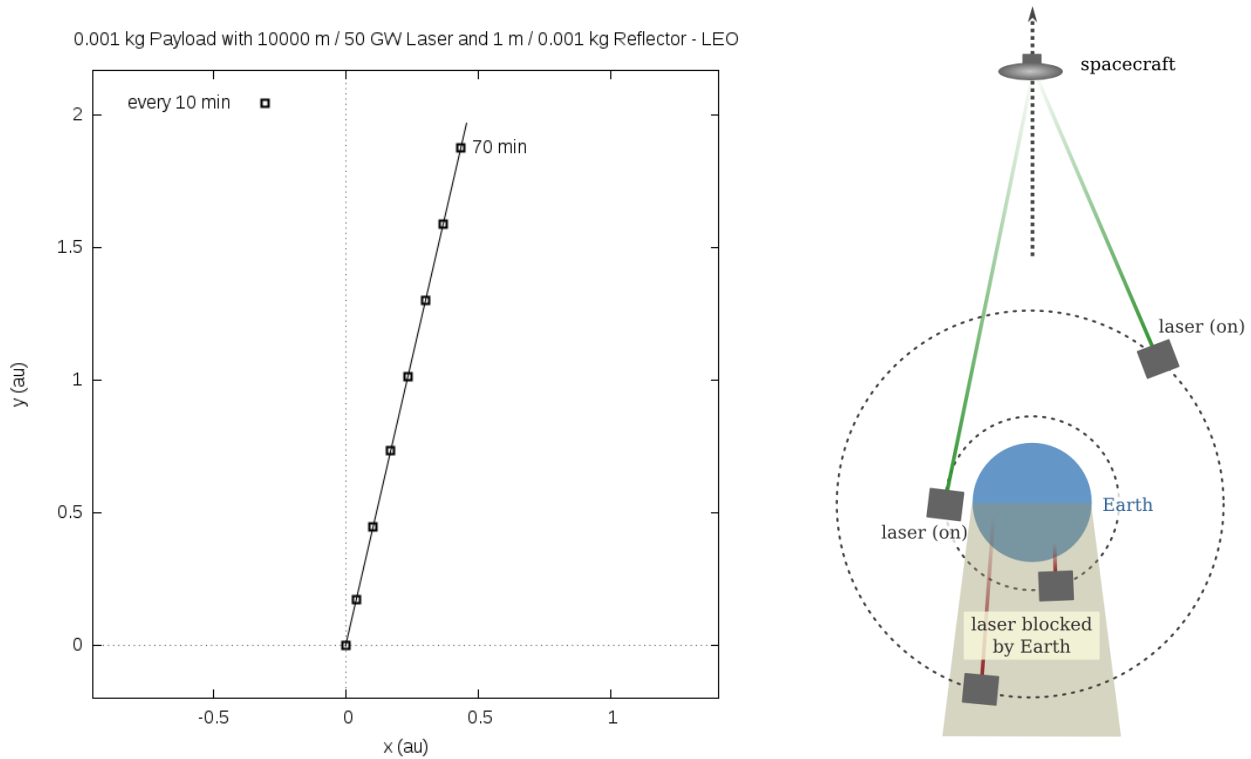 0.001 kg Payload with 10000 m / 50 GW Laser and 1 m / 0.001 kg Reflector - LEO
every 10 min
70 min
2
1.5
1
0.5
0
y (au)
-0.5
0
0.5
1
x (au)
spacecraft
laser (on)
Earth
laser (on)
laser blocked
by Earth